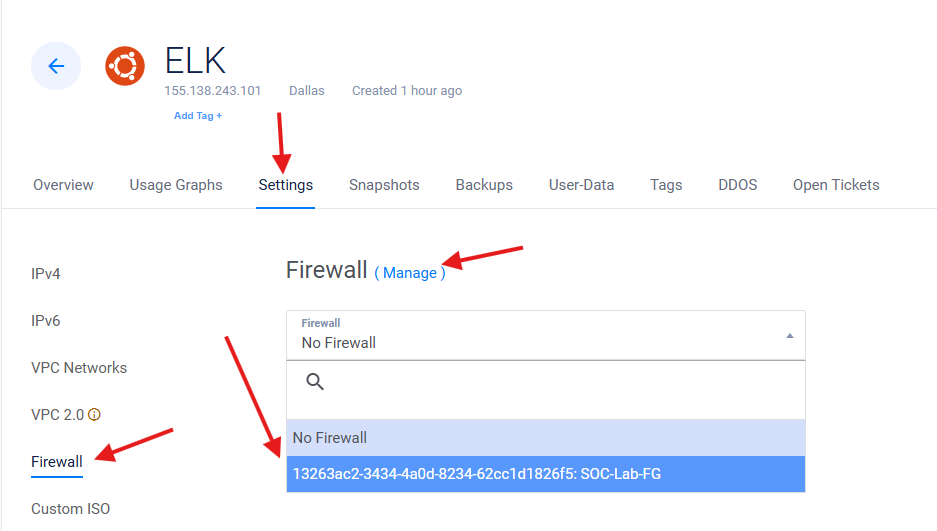 ELK
155.138.243.101 Dallas Created 1 hour ago
Add Tag +
Overview Usage Graphs Settings Snapshots Backups User-Data Tags DDOS Open Tickets
IPv4
IPv6
VPC Networks
VPC 2.0
Firewall
Custom ISO
Firewall ( Manage )
Firewall
No Firewall
No Firewall
13263ac2-3434-4a0d-8234-62cc1d1826f5: SOC-Lab-FG